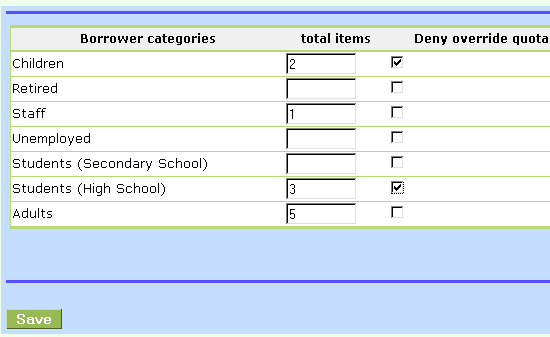 Borrower categories total items Deny override quota
Children 2
Retired
Staff 1
Unemployed
Students (Secondary School)
Students (High School) 3
Adults 5
Save